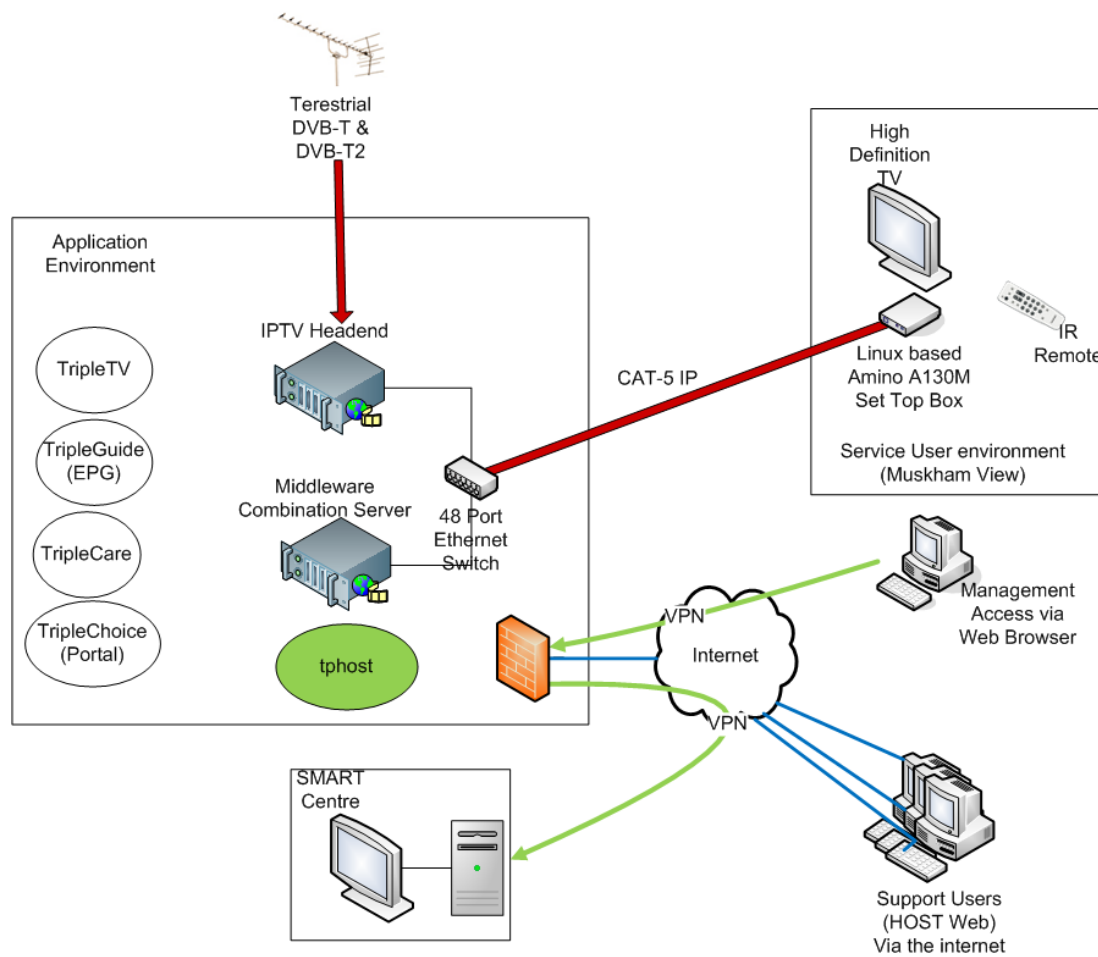 Terestrial
DVB-T &
DVB-T2
High
Definition
TV
Application
Environment
IPTV Headend
TripleTV
CAT-5 IP
Linux based
Amino A130M
Set Top Box
IR
Remote
TripleGuide
(EPG)
Service User environment
(Muskham View)
Middleware
Combination Server
48 Port
Ethernet
Switch
TripleCare
Management
Access via
Web Browser
VPN
TripleChoice
(Portal)
tphost
Internet
VPN
SMART
Centre
Support Users
(HOST Web)
Via the internet